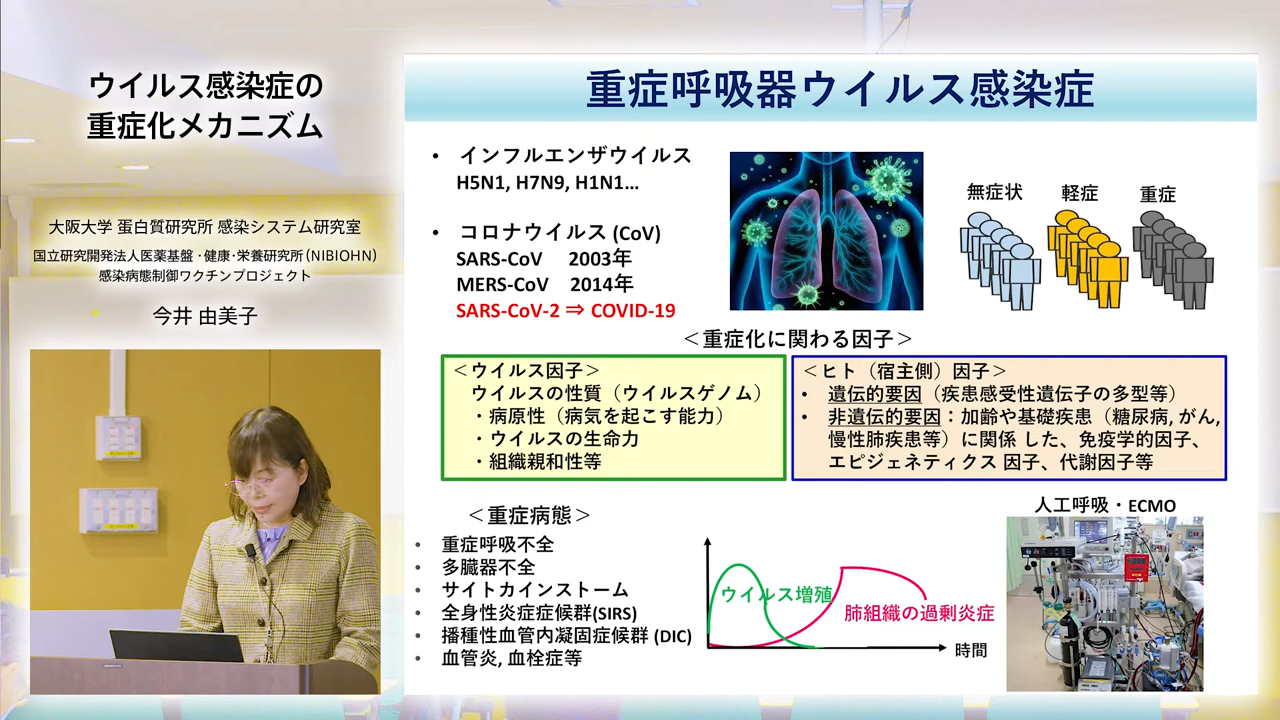 ウイルス感染症の
重症化メカニズム
大阪大学 蛋白質研究所 感染システム研究室
国立研究開発法人医薬基盤・健康・栄養研究所(NIBIOHN)
感染病態制御ワクチンプロジェクト
今井 由美子
重症呼吸器ウイルス感染症
• インフルエンザウイルス
H5N1, H7N9, H1N1...
• コロナウイルス (CoV)
SARS-CoV 2003年
MERS-CoV 2014年
SARS-CoV-2 ⇒ COVID-19
無症状 軽症 重症
＜重症化に関わる因子＞
＜ウイルス因子＞
ウイルスの性質（ウイルスゲノム）
・病原性（病気を起こす能力）
・ウイルスの生命力
・組織親和性等
＜ヒト（宿主側）因子＞
• 遺伝的要因（疾患感受性遺伝子の多型等）
• 非遺伝的要因：加齢や基礎疾患（糖尿病, がん,
慢性肺疾患等）に関係 した、免疫学的因子、
エピジェネティクス 因子、代謝因子等
＜重症病態＞
• 重症呼吸不全
• 多臓器不全
• サイトカインストーム
• 全身性炎症症候群(SIRS)
• 播種性血管内凝固症候群 (DIC)
• 血管炎, 血栓症等
ウイルス増殖
肺組織の過剰炎症
時間
人工呼吸・ECMO